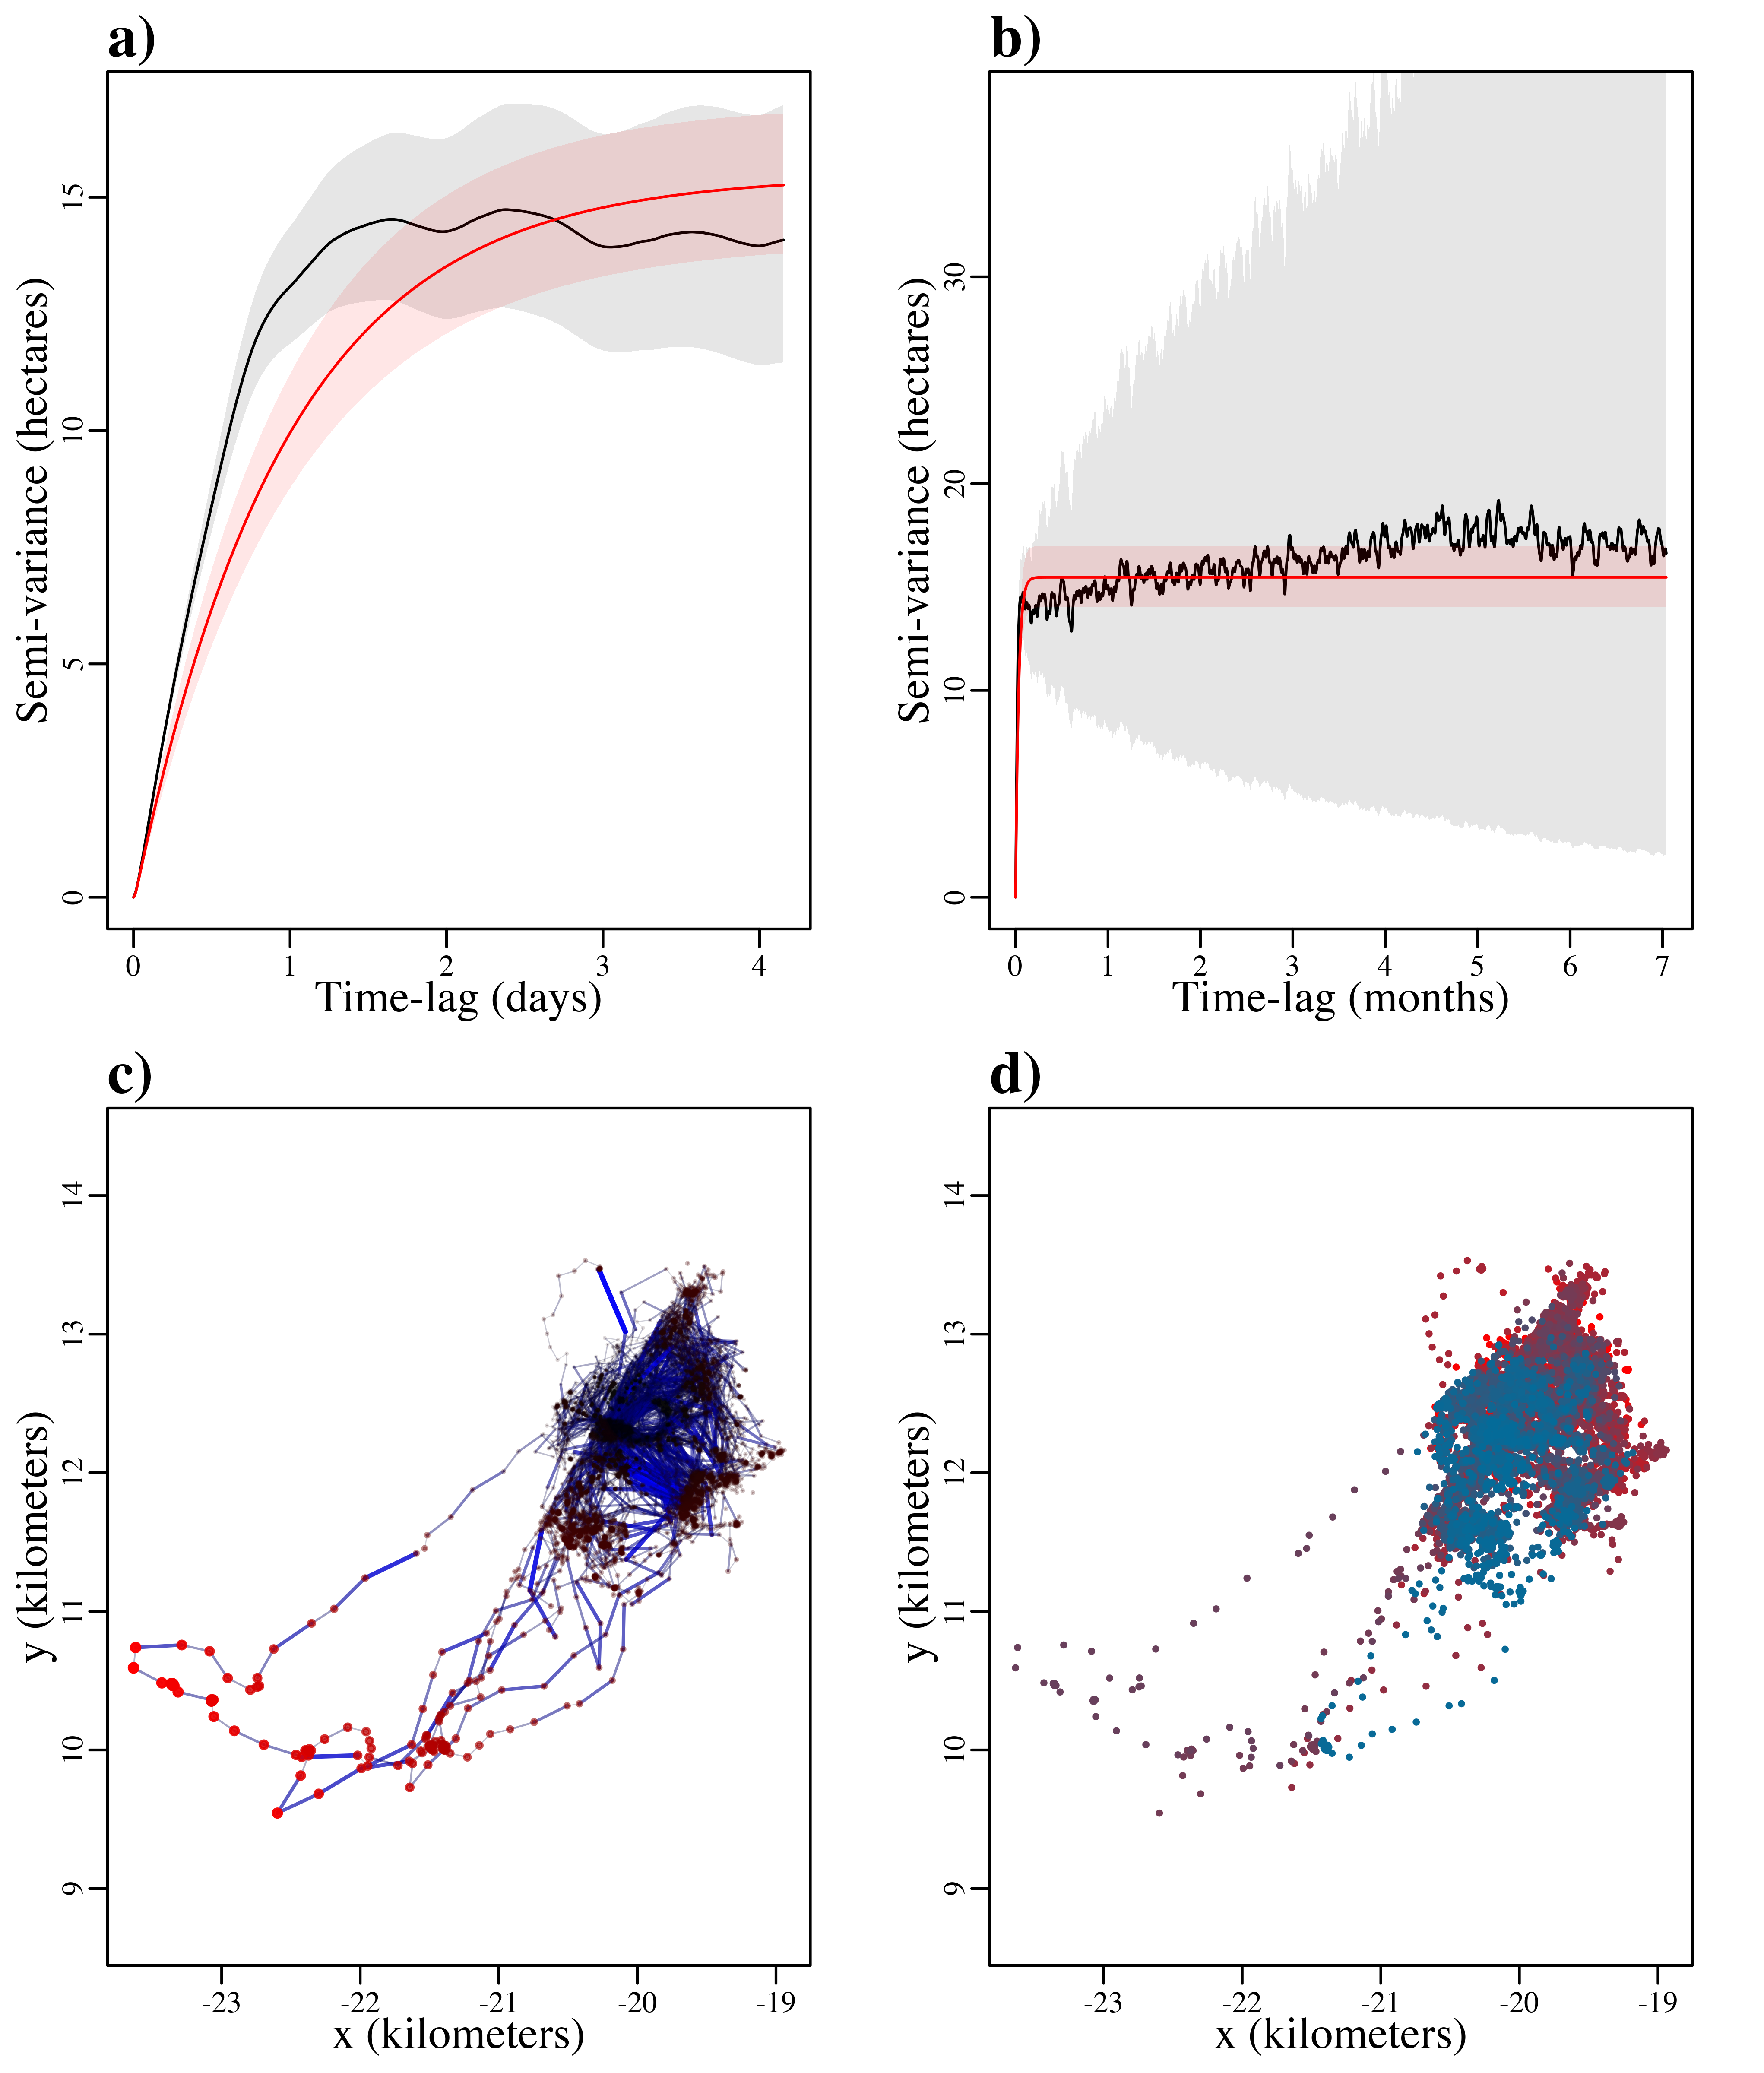 a)
Semi-variance (hectares)
15
10
5
0
0 1 2 3 4
Time-lag (days)
b)
Semi-variance (hectares)
30
20
10
0
0 1 2 3 4 5 6 7
Time-lag (months)
c)
y (kilometers)
14
13
12
11
10
9
-23 -22 -21 -20 -19
x (kilometers)
d)
y (kilometers)
14
13
12
11
10
9
-23 -22 -21 -20 -19
x (kilometers)